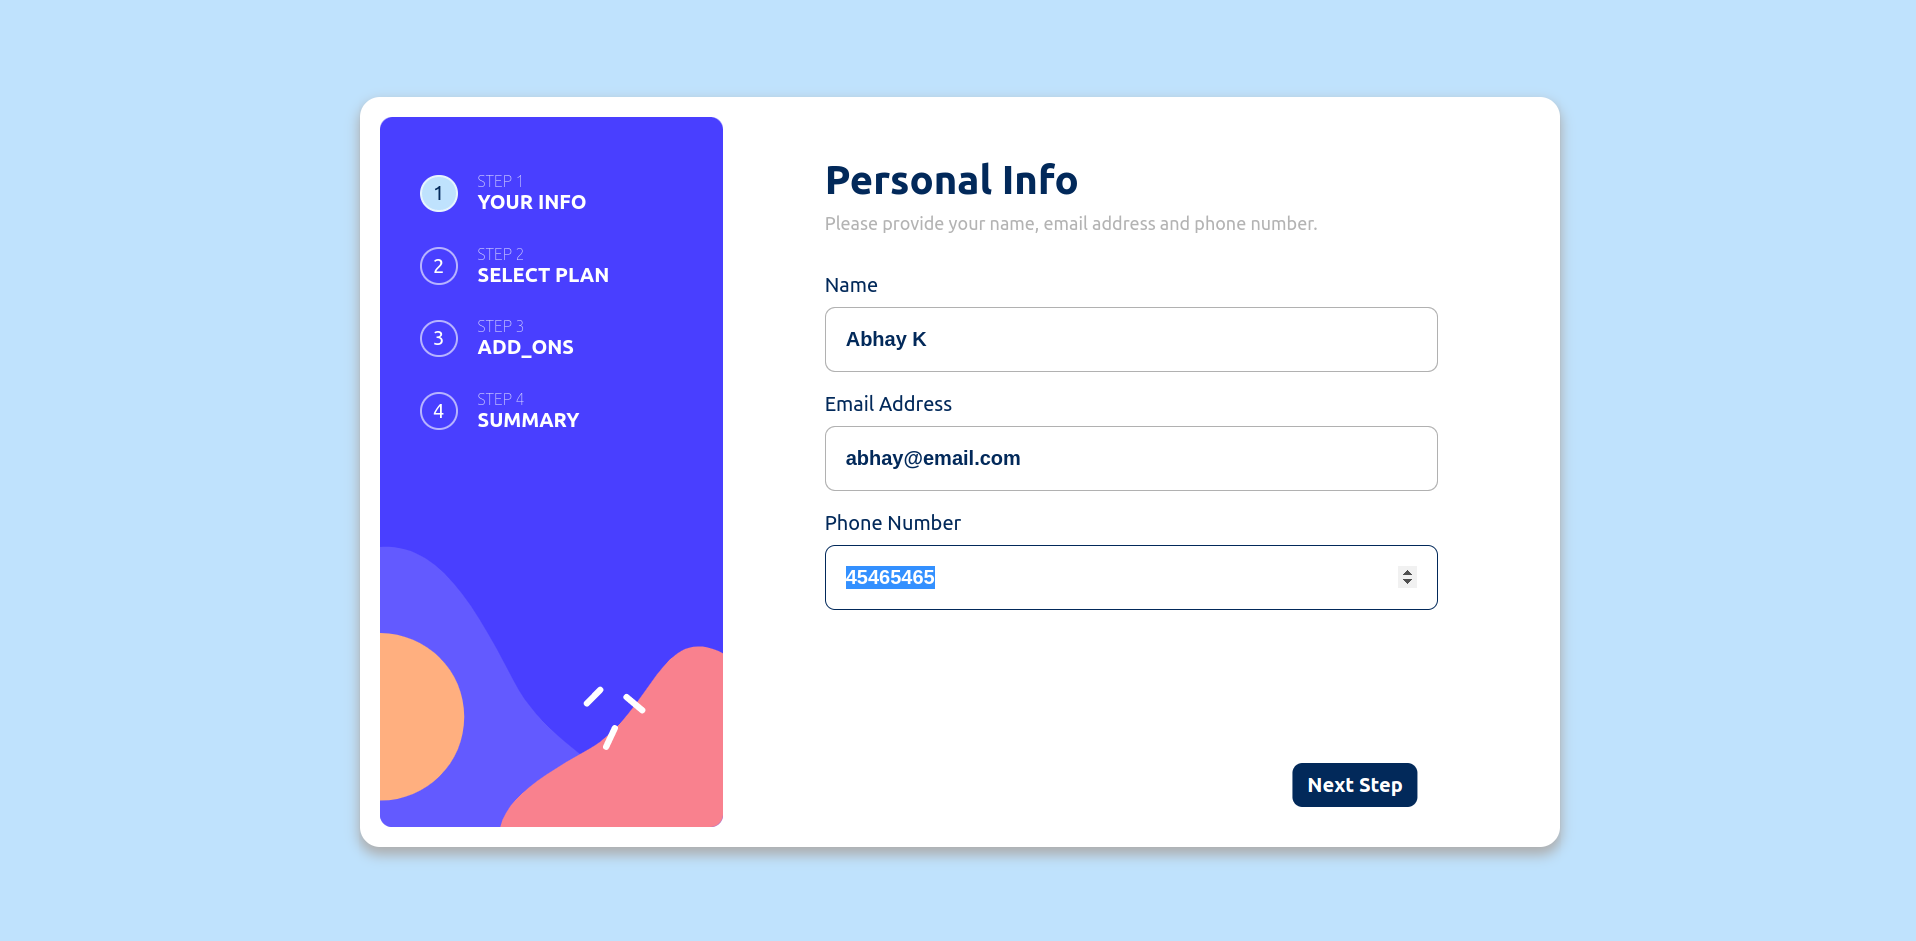 1
STEP 1
YOUR INFO
2
STEP 2
SELECT PLAN
3
STEP 3
ADD_ONS
4
STEP 4
SUMMARY
Personal Info
Please provide your name, email address and phone number.
Name
Abhay K
Email Address
abhay@email.com
Phone Number
45465465
Next Step